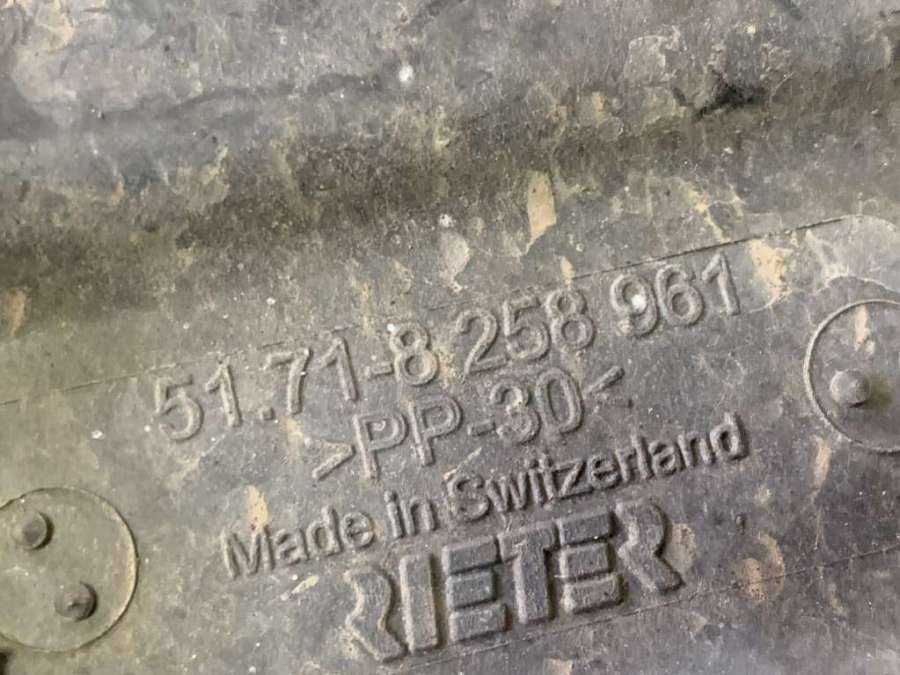 51.71-8 258 961
>PP-30<
Made in Switzerland
RIETER